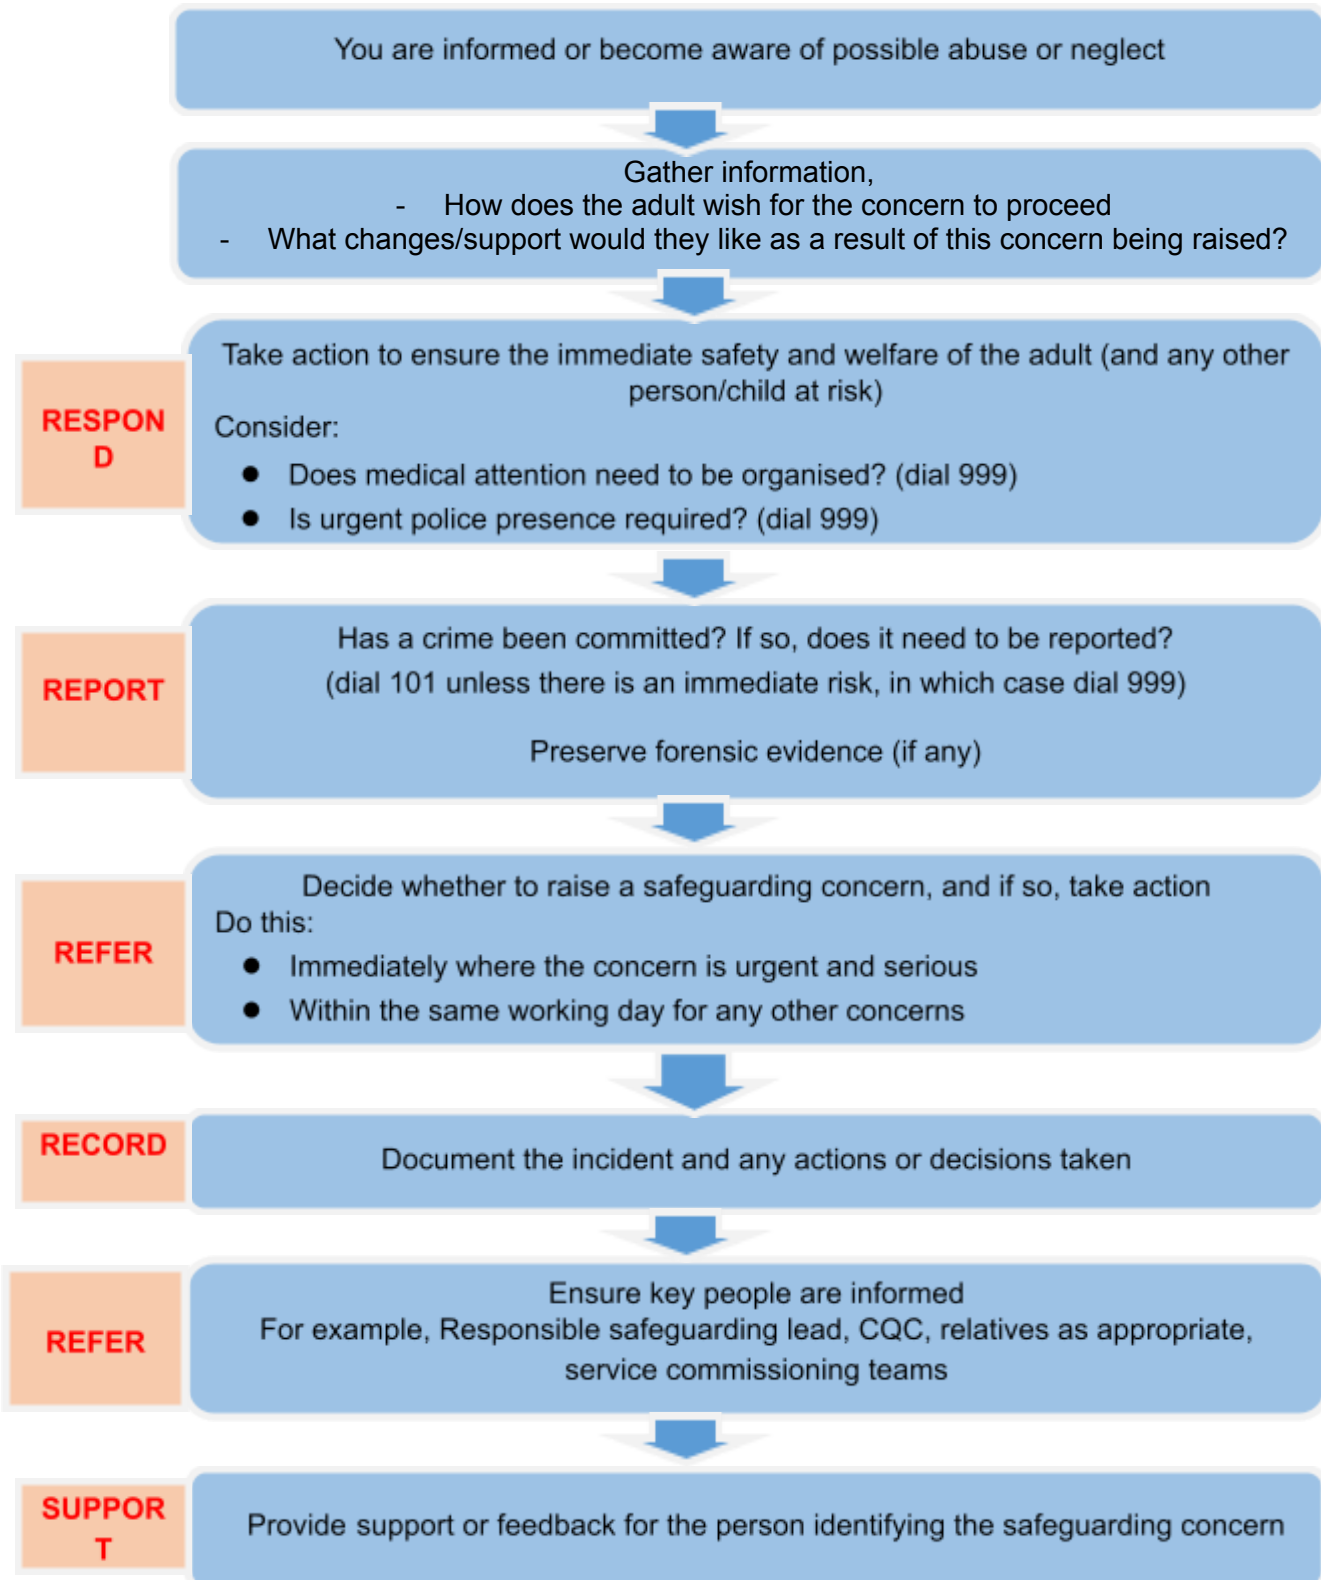 You are informed or become aware of possible abuse or neglect
Gather information,
- How does the adult wish for the concern to proceed
- What changes/support would they like as a result of this concern being raised?
RESPON
D
Take action to ensure the immediate safety and welfare of the adult (and any other
person/child at risk)
Consider:
● Does medical attention need to be organised? (dial 999)
● Is urgent police presence required? (dial 999)
REPORT
Has a crime been committed? If so, does it need to be reported?
(dial 101 unless there is an immediate risk, in which case dial 999)
Preserve forensic evidence (if any)
REFER
Decide whether to raise a safeguarding concern, and if so, take action
Do this:
● Immediately where the concern is urgent and serious
● Within the same working day for any other concerns
RECORD
Document the incident and any actions or decisions taken
REFER
Ensure key people are informed
For example, Responsible safeguarding lead, CQC, relatives as appropriate,
service commissioning teams
SUPPOR
T
Provide support or feedback for the person identifying the safeguarding concern